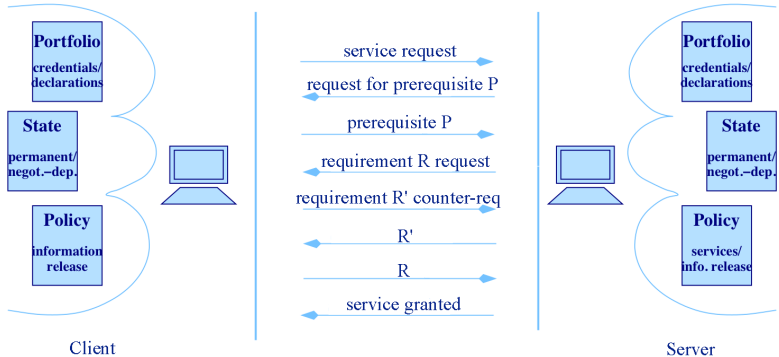 Portfolio
credentials/
declarations
State
permanent/
negot.–dep.
Policy
information
release
Client
service request
request for prerequisite P
prerequisite P
requirement R request
requirement R' counter-req
R'
R
service granted
Portfolio
credentials/
declarations
State
permanent/
negot.–dep.
Policy
services/
info. release
Server